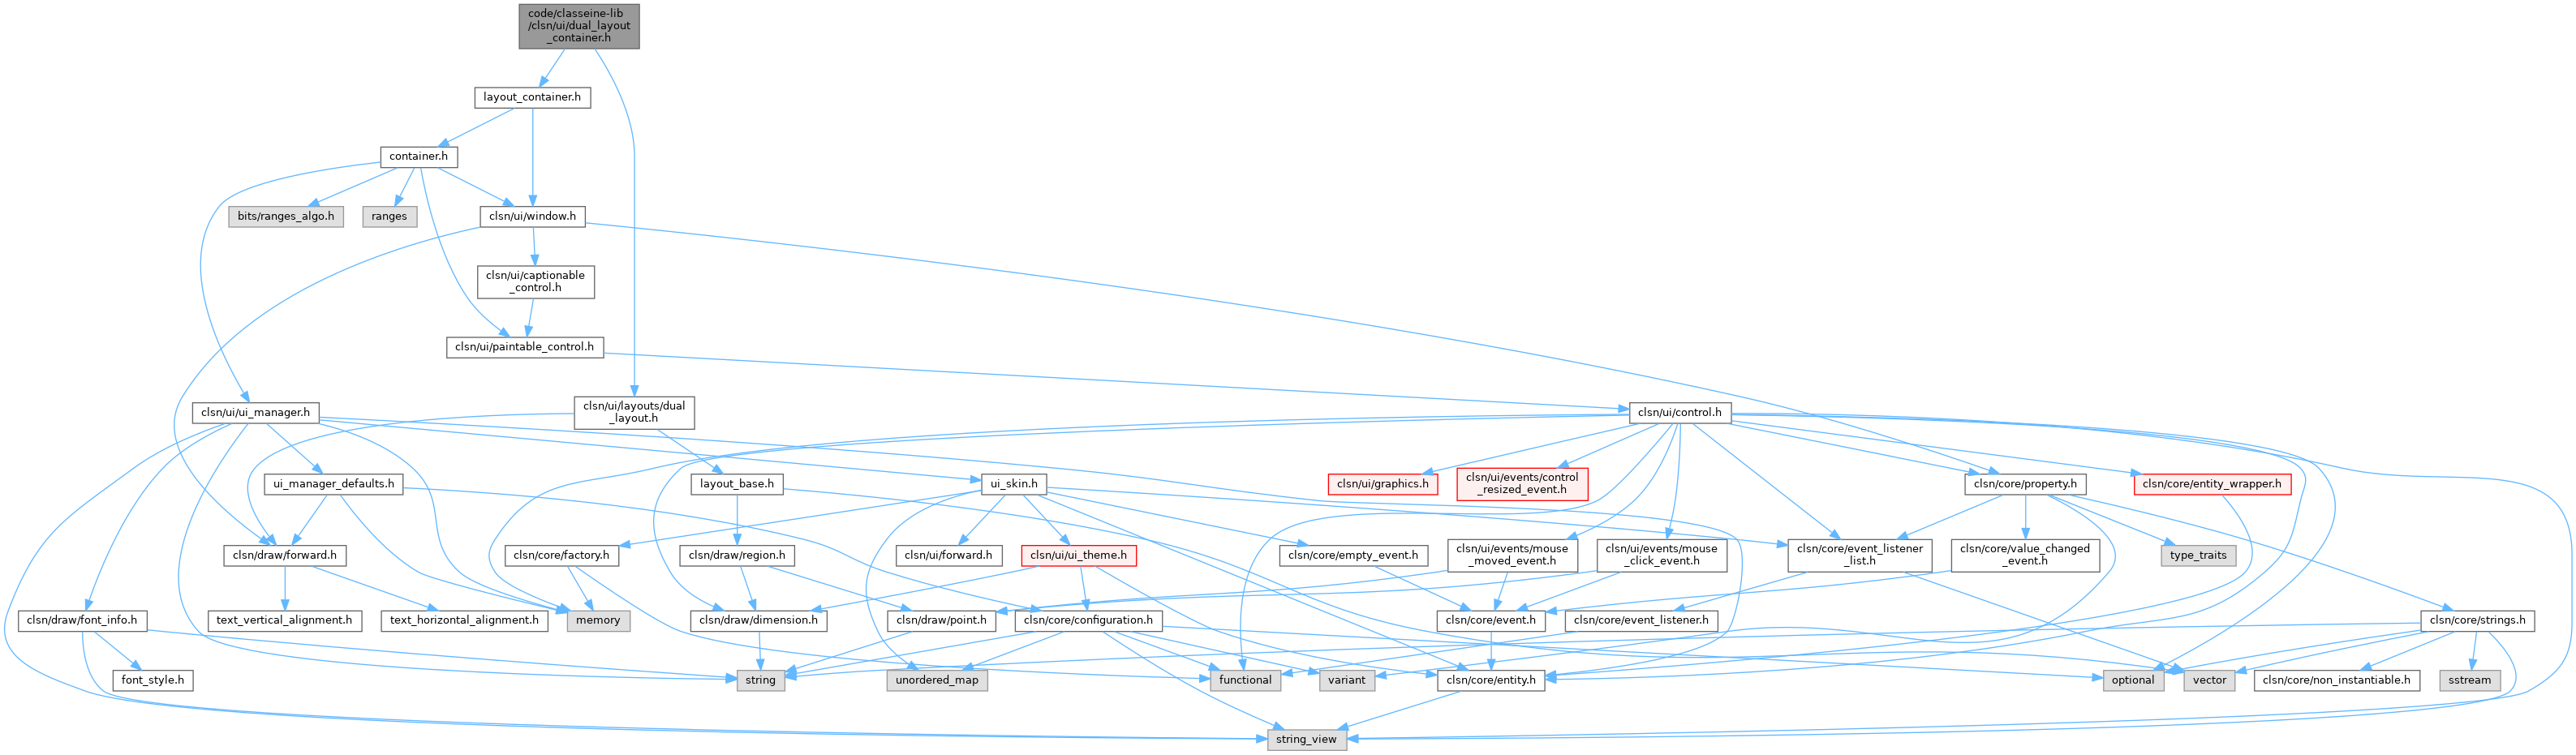 code/classeine-lib
/clsn/ui/dual_layout
_container.h
layout_container.h
container.h
bits/ranges_algo.h
ranges
clsn/ui/window.h
clsn/ui/captionable
_control.h
clsn/ui/paintable_control.h
clsn/ui/ui_manager.h
clsn/ui/layouts/dual
_layout.h
clsn/ui/control.h
ui_manager_defaults.h
layout_base.h
ui_skin.h
clsn/ui/graphics.h
clsn/ui/events/control
_resized_event.h
clsn/core/property.h
clsn/core/entity_wrapper.h
clsn/draw/forward.h
clsn/core/factory.h
clsn/draw/region.h
clsn/ui/forward.h
clsn/ui/ui_theme.h
clsn/core/empty_event.h
clsn/ui/events/mouse
_moved_event.h
clsn/ui/events/mouse
_click_event.h
clsn/core/event_listener
_list.h
clsn/core/value_changed
_event.h
type_traits
clsn/draw/font_info.h
text_vertical_alignment.h
text_horizontal_alignment.h
memory
clsn/draw/dimension.h
clsn/draw/point.h
clsn/core/configuration.h
clsn/core/event.h
clsn/core/event_listener.h
clsn/core/strings.h
font_style.h
string
unordered_map
functional
variant
clsn/core/entity.h
optional
vector
clsn/core/non_instantiable.h
sstream
string_view